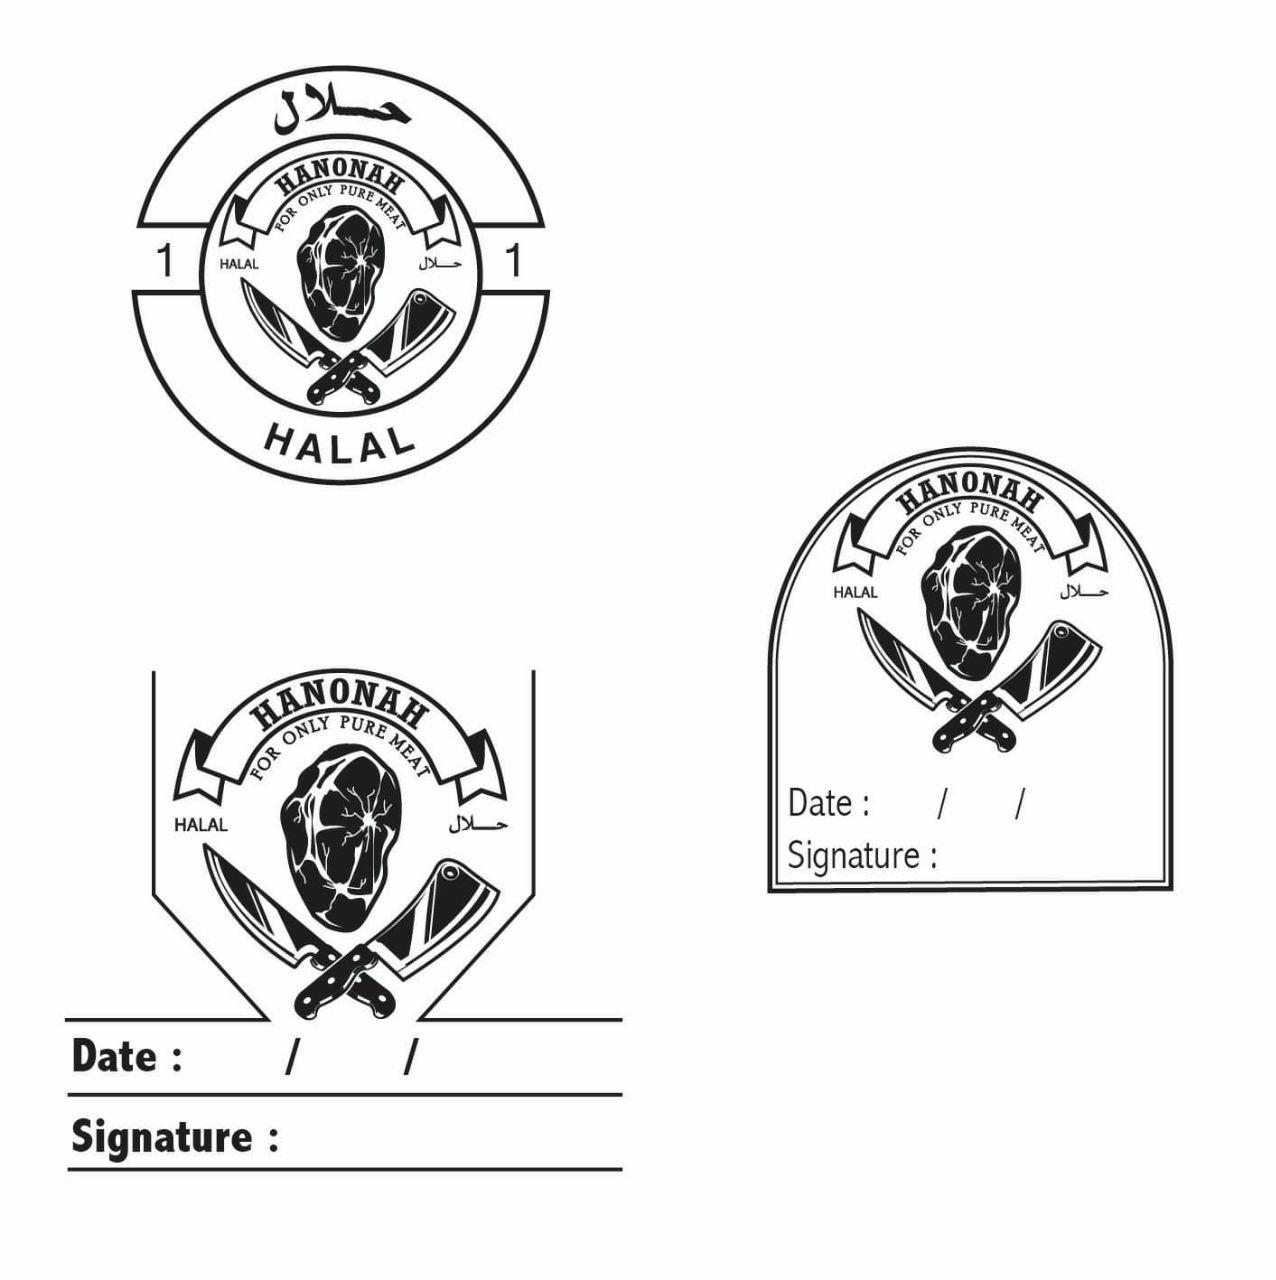 حلال
HANONAH
FOR ONLY PURE MEAT
1
HALAL
حلال
1
HALAL
HANONAH
FOR ONLY PURE MEAT
HALAL
حلال
Date : / /
Signature :
HANONAH
FOR ONLY PURE MEAT
HALAL
حلال
Date : / /
Signature :